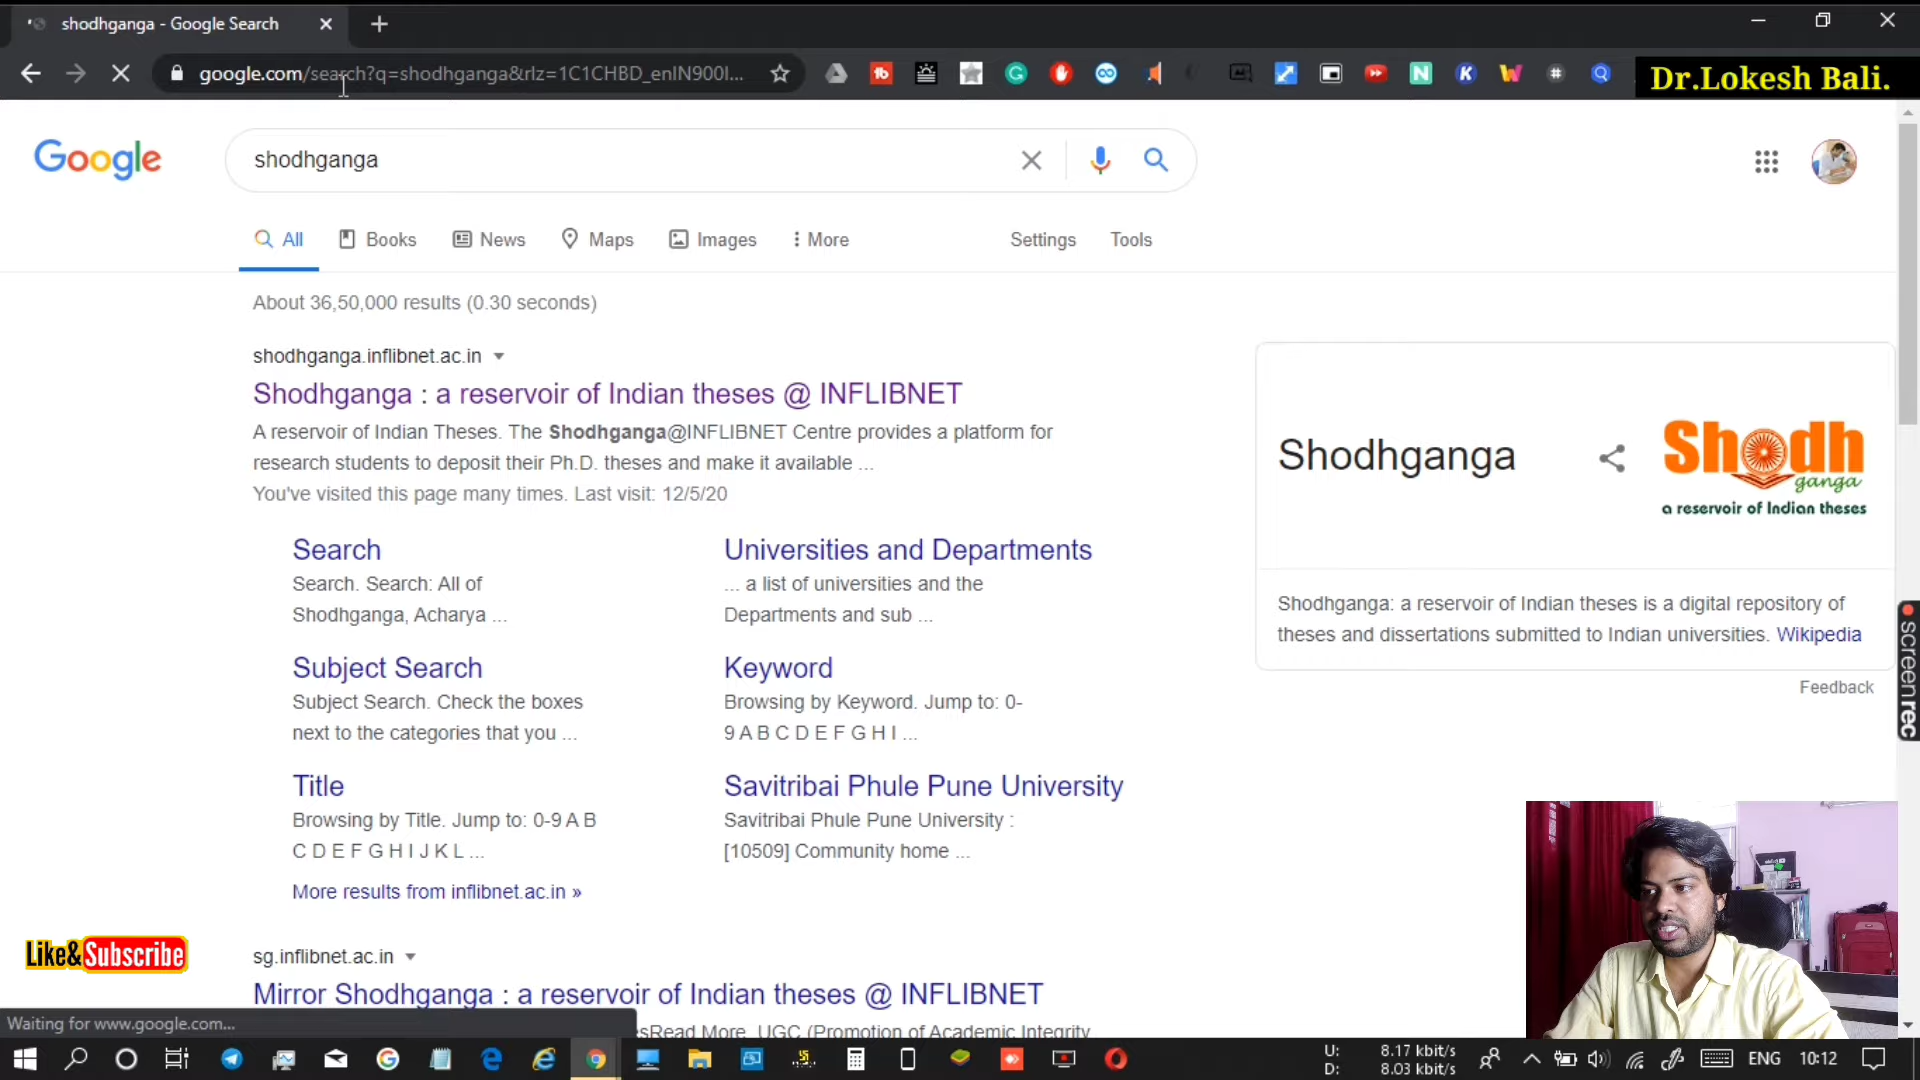 shodhganga - Google Search
google.com/search?q=shodhganga&rlz=1C1CHBD_enIN900I...
Dr.Lokesh Bali.
Google
shodhganga
All
Books
News
Maps
Images
More
Settings
Tools
About 36,50,000 results (0.30 seconds)
shodhganga.inflibnet.ac.in
Shodhganga : a reservoir of Indian theses @ INFLIBNET
A reservoir of Indian Theses. The Shodhganga@INFLIBNET Centre provides a platform for
research students to deposit their Ph.D. theses and make it available ...
You've visited this page many times. Last visit: 12/5/20
Search
Search. Search: All of
Shodhganga, Acharya ...
Universities and Departments
... a list of universities and the
Departments and sub ...
Subject Search
Subject Search. Check the boxes
next to the categories that you ...
Keyword
Browsing by Keyword. Jump to: 0-
9 A B C D E F G H I ...
Title
Browsing by Title. Jump to: 0-9 A B
C D E F G H I J K L ...
Savitribai Phule Pune University
Savitribai Phule Pune University :
[10509] Community home ...
More results from inflibnet.ac.in »
sg.inflibnet.ac.in
Mirror Shodhganga : a reservoir of Indian theses @ INFLIBNET
sRead More. UGC (Promotion of Academic Integrity
Shodhganga
Shodh
ganga
a reservoir of Indian theses
Shodhganga: a reservoir of Indian theses is a digital repository of
theses and dissertations submitted to Indian universities. Wikipedia
Feedback
screenrec
Like& Subscribe
Waiting for www.google.com...
U: 8.17 kbit/s
D: 8.03 kbit/s
ENG
10:12